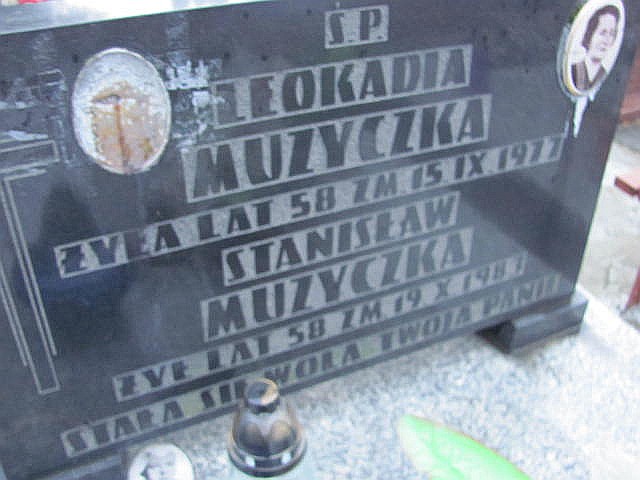 Ś.P.
LEOKADIA
MUZYCZKA
ŻYŁA LAT 58 ZM 15 IX 1977
STANISŁAW
MUZYCZKA
ŻYŁ LAT 58 ZM 19 X 1981
STAŁA SIĘ WOLA TWOJA PANIE